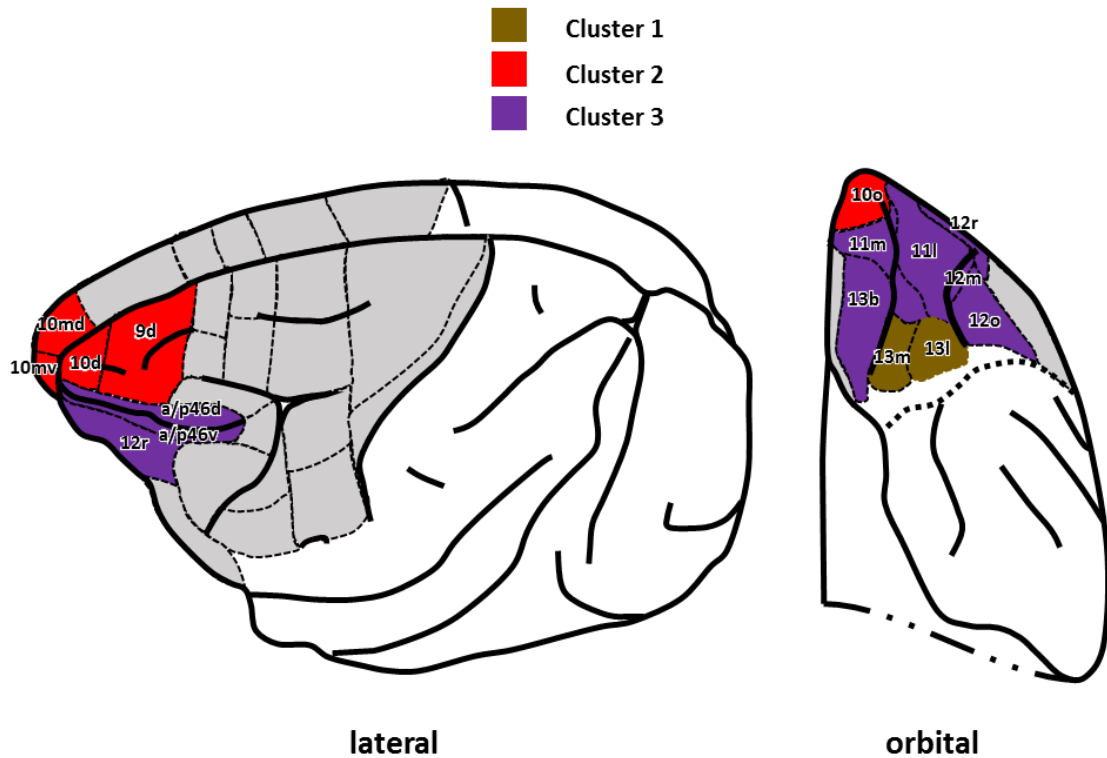 Cluster 1
Cluster 2
Cluster 3
10md
9d
10mv
10d
a/p46d
a/p46v
12r
10o
12r
11m
11l
12m
13b
12o
13m
13l
lateral
orbital